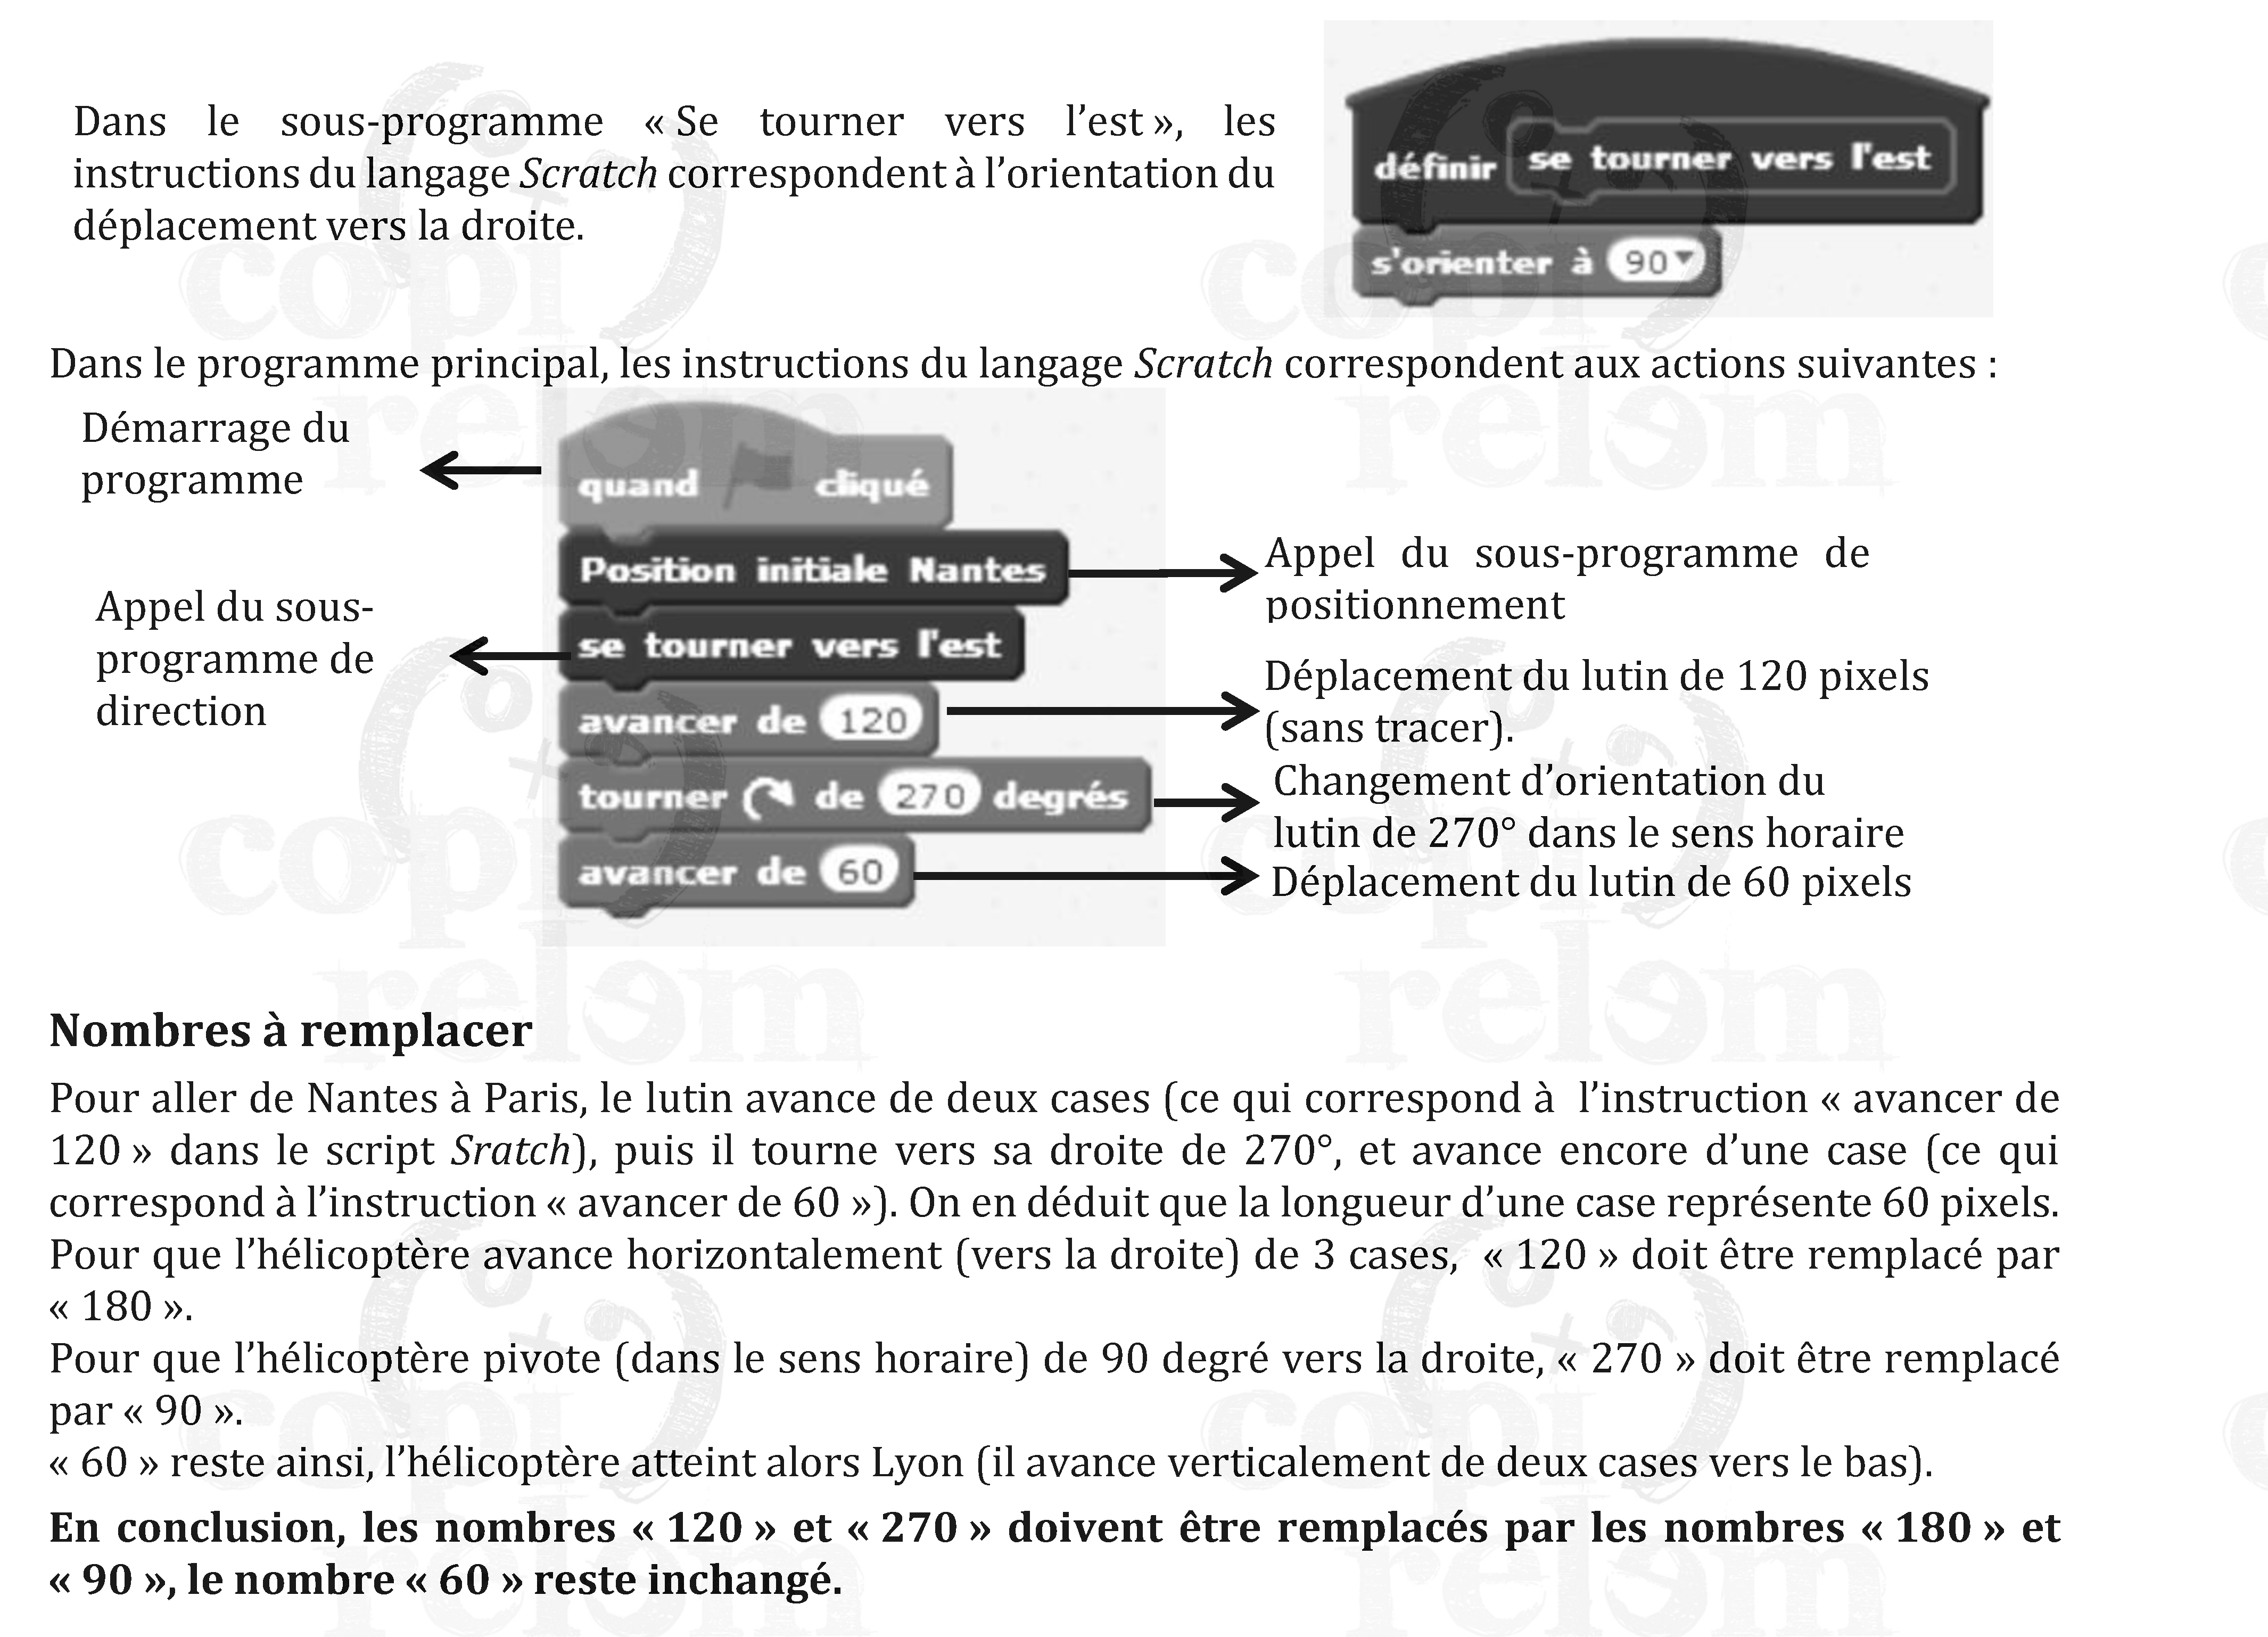 Dans le sous-programme « Se tourner vers l’est », les
instructions du langage Scratch correspondent à l’orientation du
déplacement vers la droite.
définir se tourner vers l'est
s'orienter à 90
Dans le programme principal, les instructions du langage Scratch correspondent aux actions suivantes :
Démarrage du
programme
quand cliqué
Position initiale Nantes
Appel du sous-programme de
positionnement
Appel du sous-
programme de
direction
se tourner vers l'est
avancer de 120
Déplacement du lutin de 120 pixels
(sans tracer).
tourner de 270 degrés
Changement d’orientation du
lutin de 270° dans le sens horaire
avancer de 60
Déplacement du lutin de 60 pixels
Nombres à remplacer
Pour aller de Nantes à Paris, le lutin avance de deux cases (ce qui correspond à l’instruction « avancer de
120 » dans le script Sratch), puis il tourne vers sa droite de 270°, et avance encore d’une case (ce qui
correspond à l’instruction « avancer de 60 »). On en déduit que la longueur d’une case représente 60 pixels.
Pour que l’hélicoptère avance horizontalement (vers la droite) de 3 cases, « 120 » doit être remplacé par
« 180 ».
Pour que l’hélicoptère pivote (dans le sens horaire) de 90 degré vers la droite, « 270 » doit être remplacé
par « 90 ».
« 60 » reste ainsi, l’hélicoptère atteint alors Lyon (il avance verticalement de deux cases vers le bas).
En conclusion, les nombres « 120 » et « 270 » doivent être remplacés par les nombres « 180 » et
« 90 », le nombre « 60 » reste inchangé.